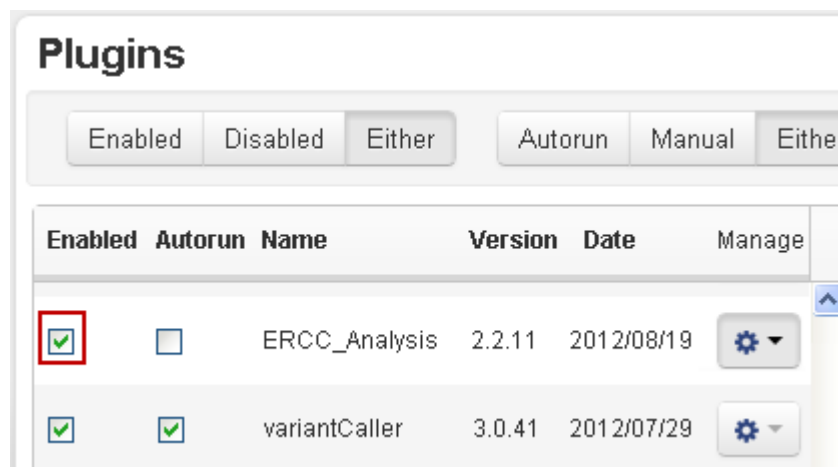 Plugins
Enabled Disabled Either Autorun Manual Eithe
Enabled Autorun Name Version Date Manage
ERCC_Analysis 2.2.11 2012/08/19
variantCaller 3.0.41 2012/07/29